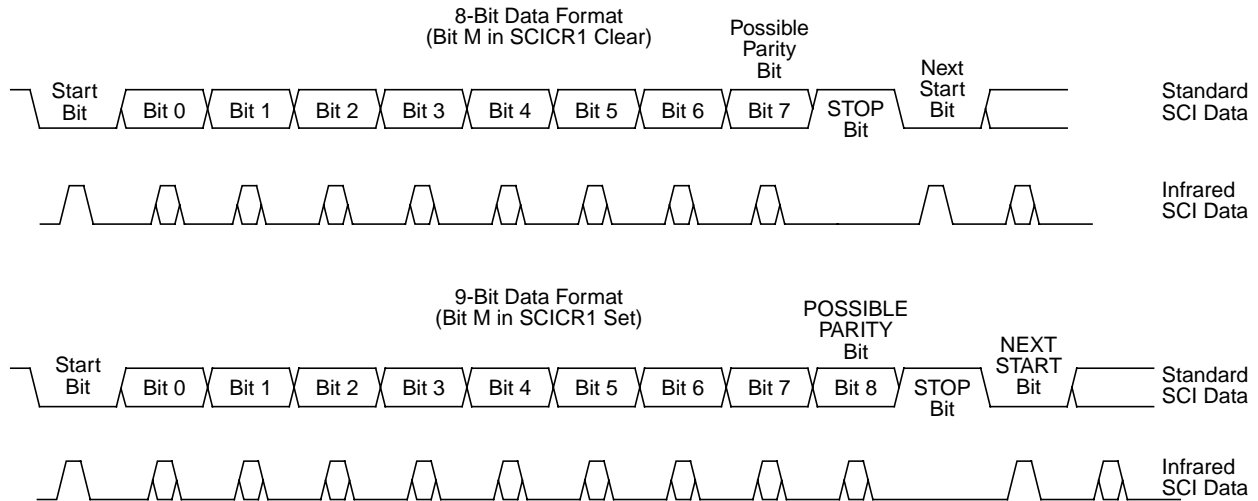 8-Bit Data Format
(Bit M in SCICR1 Clear)
Possible
Parity
Bit
Start
Bit
Bit 0
Bit 1
Bit 2
Bit 3
Bit 4
Bit 5
Bit 6
Bit 7
STOP
Bit
Next
Start
Bit
Standard
SCI Data
Infrared
SCI Data
9-Bit Data Format
(Bit M in SCICR1 Set)
POSSIBLE
PARITY
Bit
Start
Bit
Bit 0
Bit 1
Bit 2
Bit 3
Bit 4
Bit 5
Bit 6
Bit 7
Bit 8
STOP
Bit
NEXT
START
Bit
Standard
SCI Data
Infrared
SCI Data